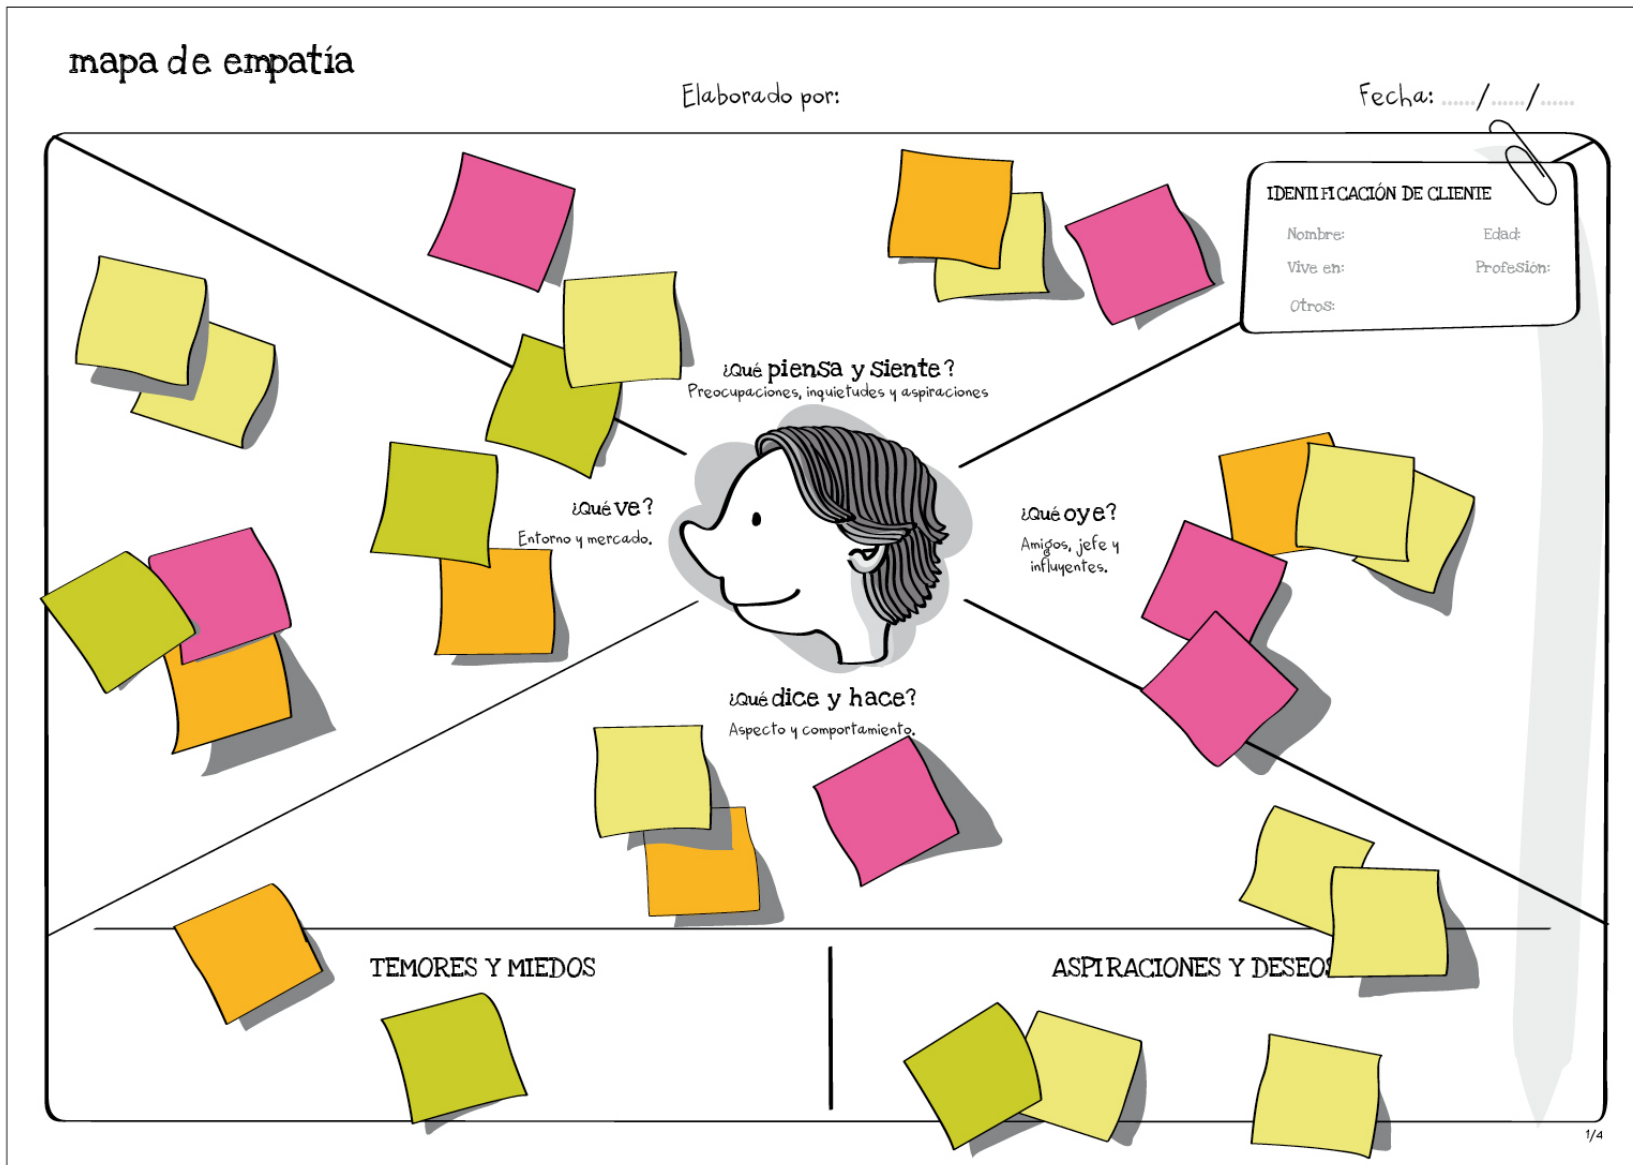 mapa de empatía
Elaborado por:
Fecha: ....../....../......
IDENTIFICACIÓN DE CLIENTE
Nombre: Edad:
Vive en: Profesión:
Otros:
¿Qué piensa y siente?
Preocupaciones, inquietudes y aspiraciones
¿Qué ve?
Entorno y mercado.
¿Qué oye?
Amigos, jefe y
influyentes.
¿Qué dice y hace?
Aspecto y comportamiento.
TEMORES Y MIEDOS
ASPIRACIONES Y DESEOS
1/4